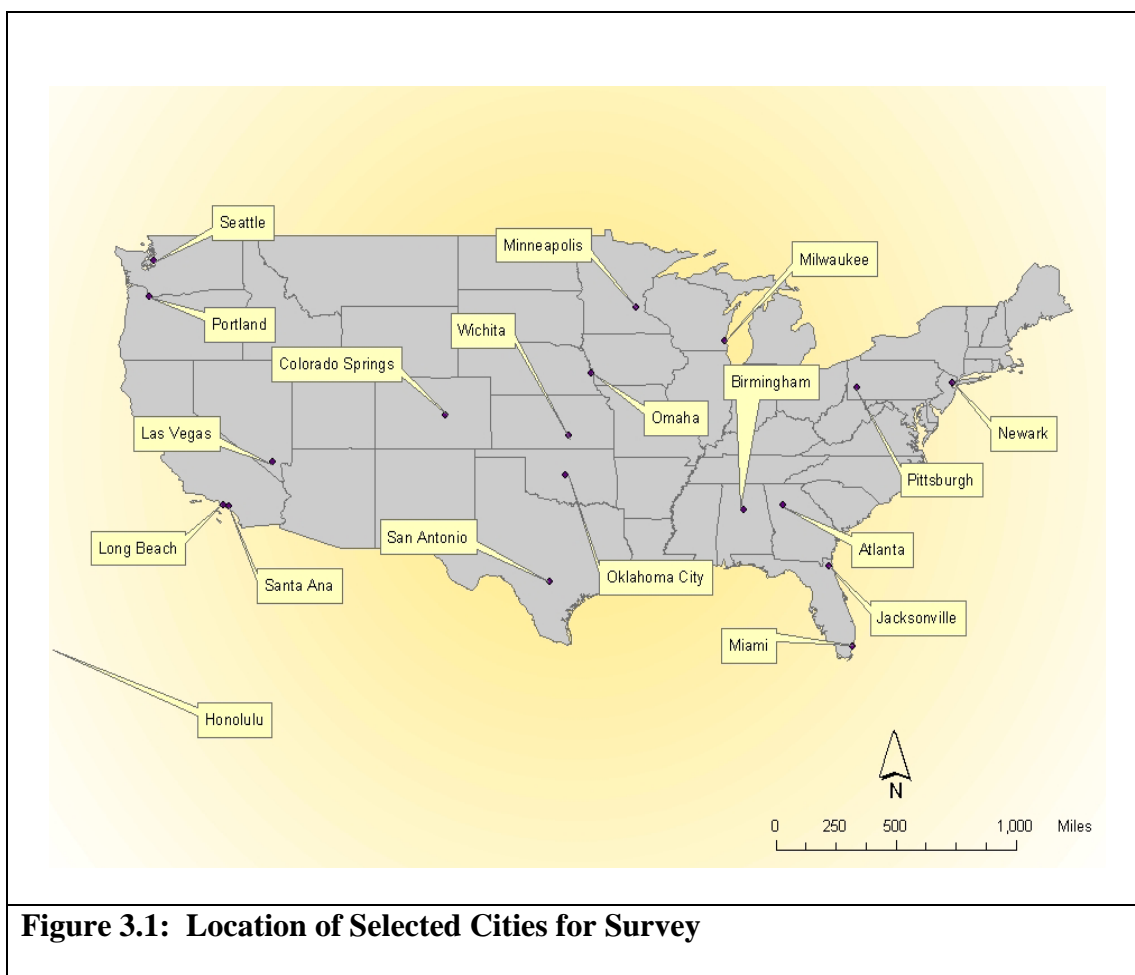 Seattle
Minneapolis
Milwaukee
Portland
Wichita
Colorado Springs
Birmingham
Omaha
Las Vegas
Newark
Pittsburgh
San Antonio
Long Beach
Atlanta
Oklahoma City
Santa Ana
Jacksonville
Miami
Honolulu
N
0 250 500 1,000 Miles
Figure 3.1: Location of Selected Cities for Survey